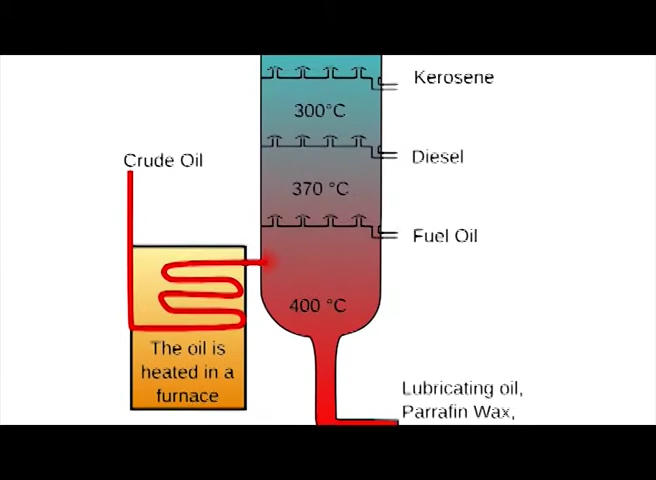 Kerosene
300°C
Diesel
Crude Oil
370 °C
Fuel Oil
400 °C
The oil is
heated in a
furnace
Lubricating oil,
Parrafin Wax,